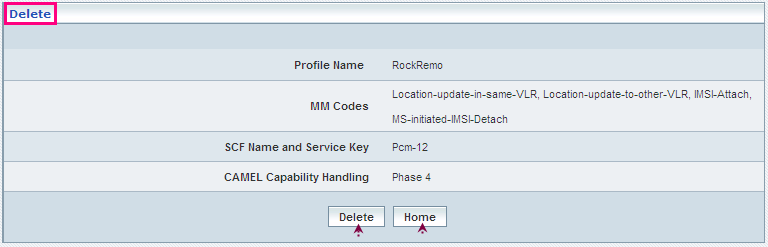 Delete
Profile Name RockRemo
MM Codes Location-update-in-same-VLR, Location-update-to-other-VLR, IMSI-Attach,
MS-initiated-IMSI-Detach
SCF Name and Service Key Pcm-12
CAMEL Capability Handling Phase 4
Delete Home